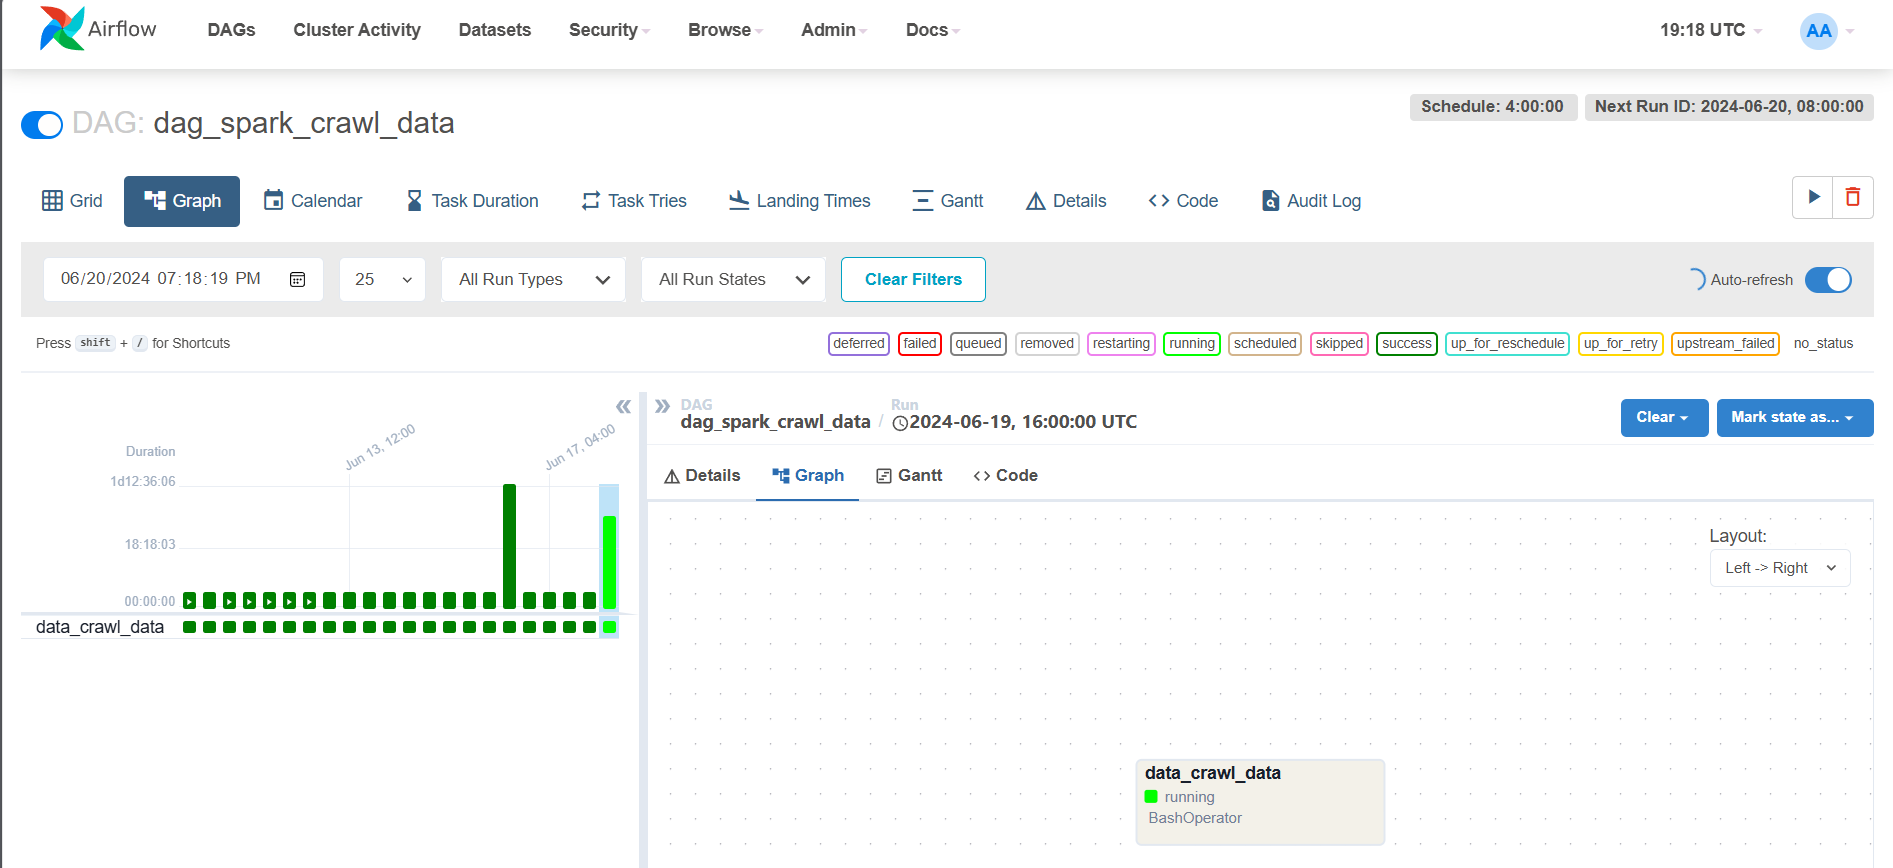 Airflow DAGs Cluster Activity Datasets Security Browse Admin Docs 19:18 UTC AA
DAG: dag_spark_crawl_data
Schedule: 4:00:00 Next Run ID: 2024-06-20, 08:00:00
Grid Graph Calendar Task Duration Task Tries Landing Times Gantt Details <> Code Audit Log
06/20/2024 07:18:19 PM 25 All Run Types All Run States Clear Filters Auto-refresh
Press shift + / for Shortcuts
deferred failed queued removed restarting running scheduled skipped success up_for_reschedule up_for_retry upstream_failed no_status
Duration
Jun 13, 12:00
Jun 17, 04:00
1d12:36:06
18:18:03
00:00:00
data_crawl_data
DAG
dag_spark_crawl_data
/
Run
2024-06-19, 16:00:00 UTC
Clear
Mark state as...
Details Graph Gantt <> Code
Layout:
Left -> Right
data_crawl_data
running
BashOperator